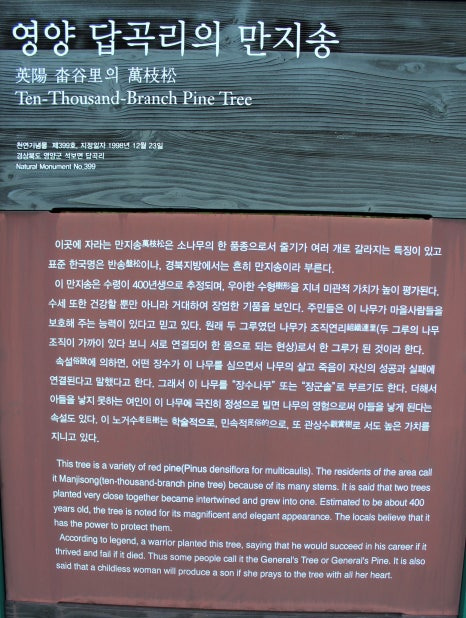 영양 답곡리의 만지송
英陽 畓谷里의 萬枝松
Ten-Thousand-Branch Pine Tree
천연기념물 제399호, 지정일자 1998년 12월 23일
경상북도 영양군 석보면 답곡리
Natural Monument No.399
이곳에 자라는 만지송萬枝松은 소나무의 한 품종으로서 줄기가 여러 개로 갈라지는 특징이 있고
표준 한국명은 반송盤松이나, 경북지방에서는 흔히 만지송이라 부른다.
이 만지송은 수령이 400년생으로 추정되며, 우아한 수형樹形을 지녀 미관적 가치가 높이 평가된다.
수세 또한 건강할 뿐만 아니라 거대하여 장엄한 기품을 보인다. 주민들은 이 나무가 마을사람들을
보호해 주는 능력이 있다고 믿고 있다. 원래 두 그루였던 나무가 조직연리組織連理(두 그루의 나무
조직이 가까이 있다 보니 서로 연결되어 한 몸으로 되는 현상)로서 한 그루가 된 것이라 한다.
속설俗說에 의하면, 어떤 장수가 이 나무를 심으면서 나무의 살고 죽음이 자신의 성공과 실패에
연결된다고 말했다고 한다. 그래서 이 나무를 "장수나무" 또는 "장군솔"로 부르기도 한다. 더해서
아들을 낳지 못하는 여인이 이 나무에 극진히 정성으로 빌면 나무의 영험으로써 아들을 낳게 된다는
속설도 있다. 이 노거수老巨樹는 학술적으로, 민속적民俗的으로, 또 관상수觀賞樹로 서도 높은 가치를
지니고 있다.
This tree is a variety of red pine(Pinus densiflora for multicaulis). The residents of the area call
it Manjisong(ten-thousand-branch pine tree) because of its many stems. It is said that two trees
planted very close together became intertwined and grew into one. Estimated to be about 400
years old, the tree is noted for its magnificent and elegant appearance. The locals believe that it
has the power to protect them.
According to legend, a warrior planted this tree, saying that he would succeed in his career if it
thrived and fail if it died. Thus some people call it the General's Tree or General's Pine. It is also
said that a childless woman will produce a son if she prays to the tree with all her heart.